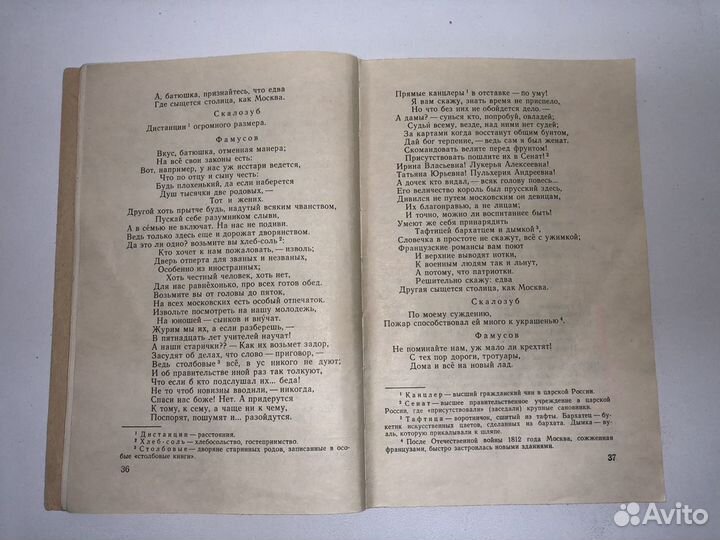 А, батюшка, признайтесь, что едва
Где сыщется столица, как Москва.
Скалозуб
Дистанции¹ огромного размера.
Фамусов
Вкус, батюшка, отменная манера;
На всё свои законы есть:
Вот, например, у нас уж исстари ведется,
Что по отцу и сыну честь:
Будь плохенький, да если наберется
Душ тысячки две родовых, —
Тот и жених.
Другой хоть прытче будь, надутый всяким чванством,
Пускай себе разумником слыви,
А в се́мью не включат. На нас не подиви.
Ведь только здесь еще и дорожат дворянством.
Да это ли одно? возьмите вы хлеб-соль²:
Кто хочет к нам пожаловать, — изволь;
Дверь отперта для званых и незваных,
Особенно из иностранных;
Хоть честный человек, хоть нет,
Для нас равнёхонько, про всех готов обед.
Возьмите вы от головы до пяток,
На всех московских есть особый отпечаток.
Извольте посмотреть на нашу молодежь,
На юношей — сынков и вну́чат.
Журим мы их, а если разберешь, —
В пятнадцать лет учителей научат!
А наши старички?? — Как их возьмет задор,
Засудят об делах, что слово — приговор, —
Ведь столбовые³ всё, в ус никого не дуют;
И об правительстве иной раз так толкуют,
Что если б кто подслушал их... беда!
Не то чтоб новизны вводили, — никогда,
Спаси нас боже! Нет. А придерутся
К тому, к сему, а чаще ни к чему,
Поспорят, пошумят и... разойдутся.
¹ Дистанции — расстояния.
² Хлеб-соль — хлебосольство, гостеприимство.
³ Столбовые — дворяне старинных родов, записанные в осо-
бые «столбовые книги».
36
Прямые канцлеры¹ в отставке — по уму!
Я вам скажу, знать время не приспело,
Но что без них не обойдется дело. —
А дамы? — сунься кто, попробуй, овладей;
Судьи всему, везде, над ними нет судей;
За картами когда восстанут общим бунтом,
Дай бог терпение, — ведь сам я был женат.
Скомандовать велите перед фрунтом!
Присутствовать пошлите их в Сенат!²
Ирина Власьевна! Лукерья Алексевна!
Татьяна Юрьевна! Пульхерия Андревна!
А дочек кто видал, — всяк голову повесь...
Его величество король был прусский здесь,
Дивился не путем московским он девицам,
Их благонравью, а не лицам;
И точно, можно ли воспитаннее быть!
Умеют же себя принарядить
Тафтицей бархатцем и дымкой³,
Словечка в простоте не скажут, всё с ужимкой;
Французские романсы вам поют
И верхние выводят нотки,
К военным людям так и льнут,
А потому, что патриотки.
Решительно скажу: едва
Другая сыщется столица, как Москва.
Скалозуб
По моему сужденью,
Пожар способствовал ей много к украшенью⁴.
Фамусов
Не поминайте нам, уж мало ли крехтят!
С тех пор дороги, тротуары,
Дома и всё на новый лад.
¹ Канцлер — высший гражданский чин в царской России.
² Сенат — высшее правительственное учреждение в царской
России, где «присутствовали» (заседали) крупные сановники.
³ Тафтица — воротничок, сшитый из тафты. Бархатец — бу-
кетик искусственных цветов, сделанных из бархата. Дымка — ву-
аль, которую прикалывали к шляпе.
⁴ После Отечественной войны 1812 года Москва, сожженная
французами, быстро застроилась новыми зданиями.
37
Avito